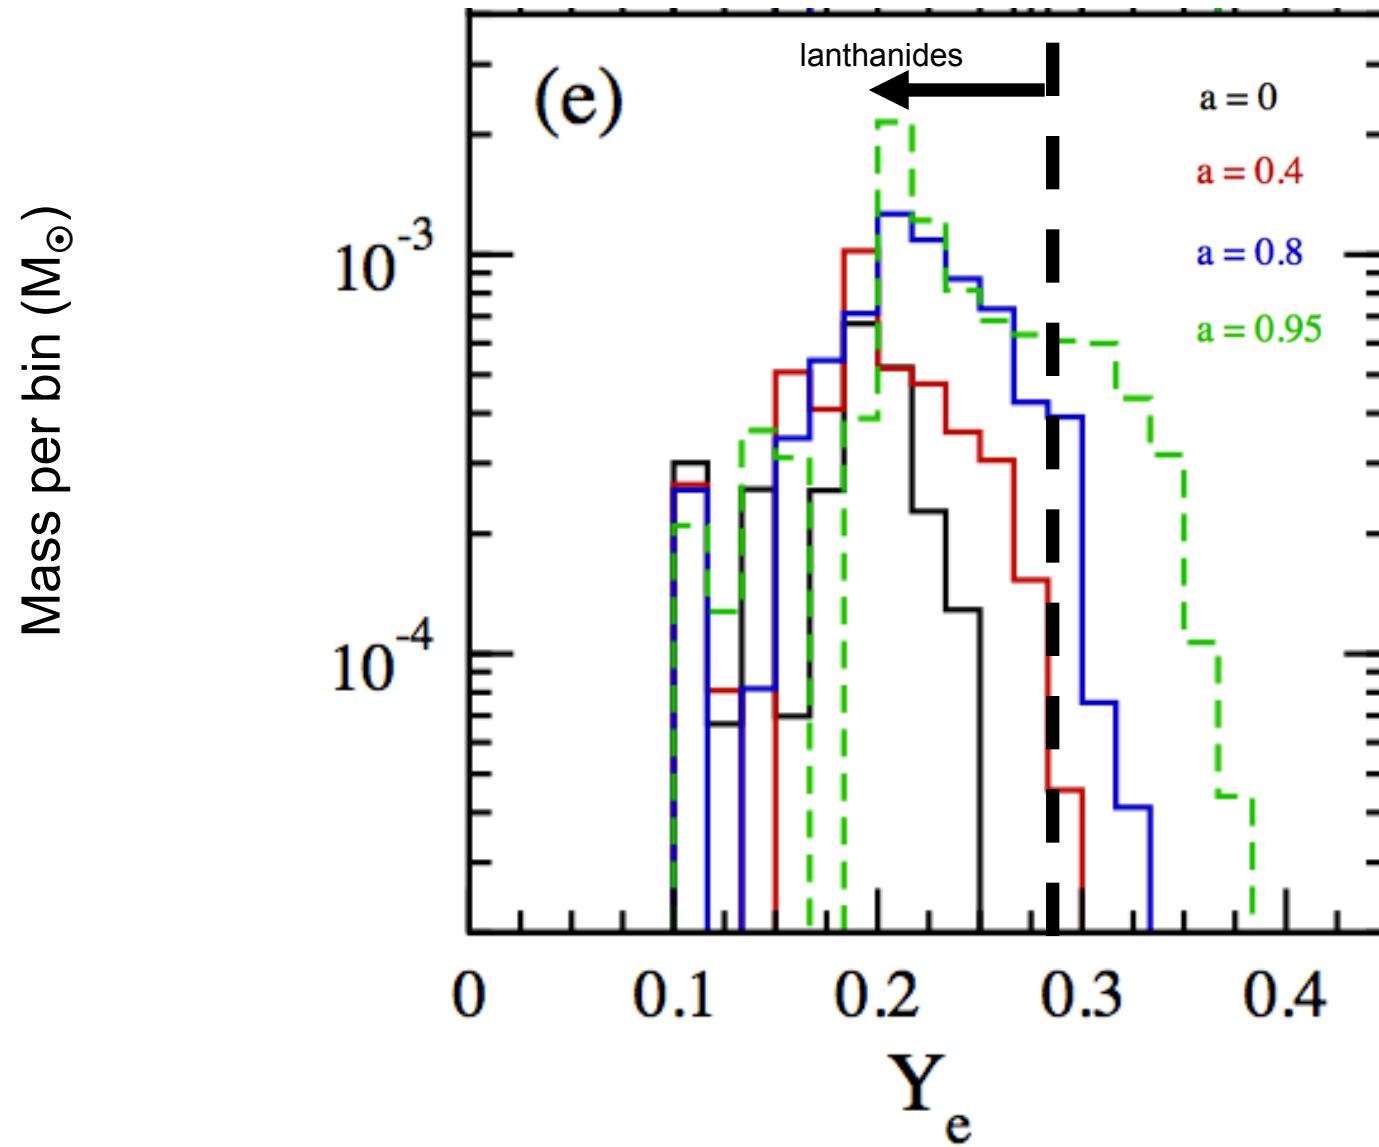 lanthanides
(e)
a = 0
a = 0.4
a = 0.8
a = 0.95
Mass per bin (M☉)
10⁻³
10⁻⁴
0 0.1 0.2 0.3 0.4
Yₑ